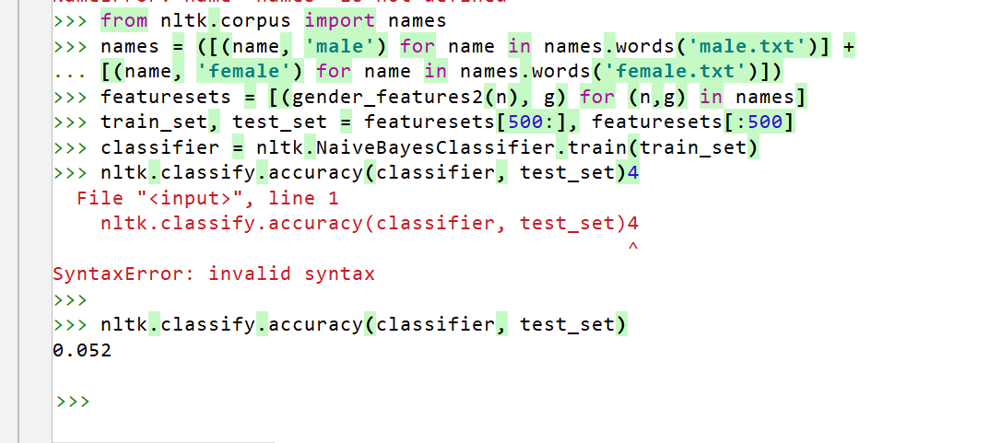 >>> from nltk.corpus import names
>>> names = ([(name, 'male') for name in names.words('male.txt')] +
... [(name, 'female') for name in names.words('female.txt')])
>>> featuresets = [(gender_features2(n), g) for (n,g) in names]
>>> train_set, test_set = featuresets[500:], featuresets[:500]
>>> classifier = nltk.NaiveBayesClassifier.train(train_set)
>>> nltk.classify.accuracy(classifier, test_set)4
  File "<input>", line 1
    nltk.classify.accuracy(classifier, test_set)4
                                                ^
SyntaxError: invalid syntax
>>>
>>> nltk.classify.accuracy(classifier, test_set)
0.052
>>>